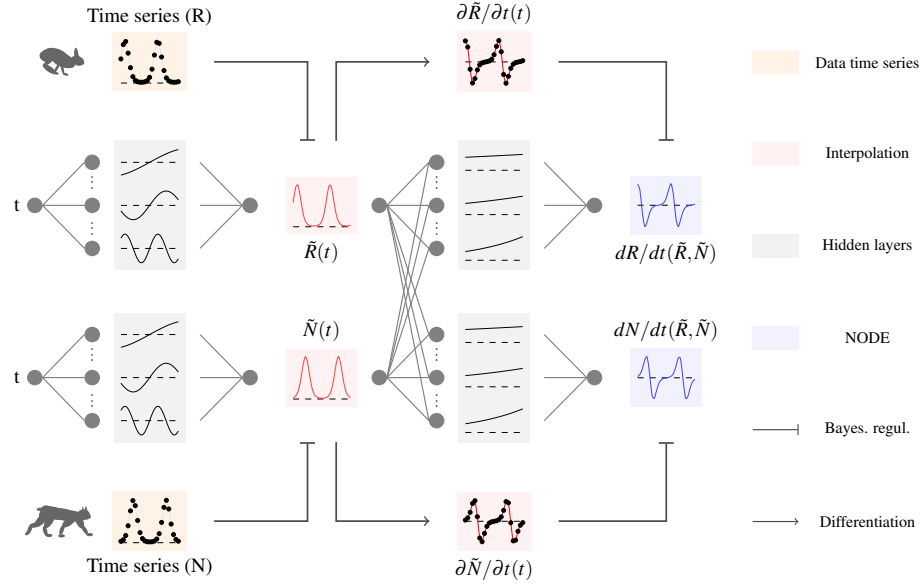 Time series (R)
∂R̃/∂t(t)
Data time series
Interpolation
t
R̃(t)
dR/dt(R̃, Ñ)
Hidden layers
Ñ(t)
dN/dt(R̃, Ñ)
NODE
t
Bayes. regul.
Differentiation
Time series (N)
∂Ñ/∂t(t)